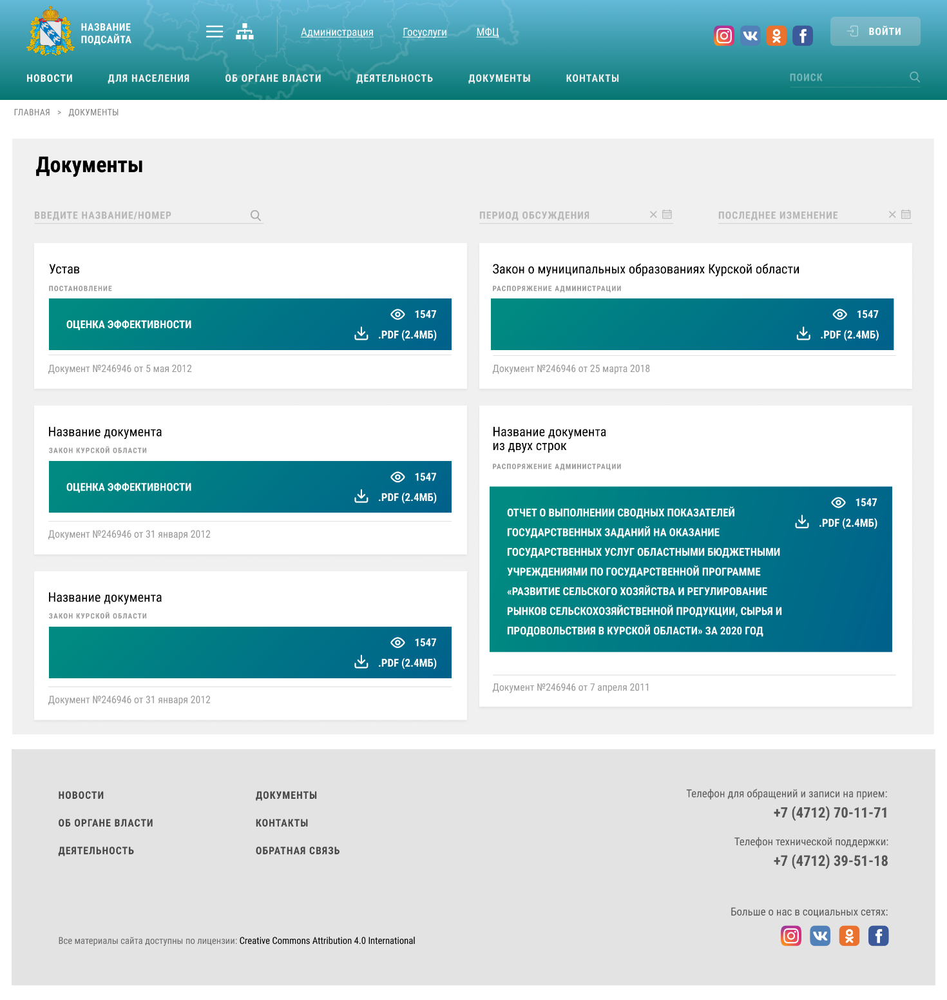 НАЗВАНИЕ
ПОДСАЙТА
Администрация
Госуслуги
МФЦ
ВОЙТИ
НОВОСТИ
ДЛЯ НАСЕЛЕНИЯ
ОБ ОРГАНЕ ВЛАСТИ
ДЕЯТЕЛЬНОСТЬ
ДОКУМЕНТЫ
КОНТАКТЫ
ПОИСК
ГЛАВНАЯ > ДОКУМЕНТЫ
Документы
ВВЕДИТЕ НАЗВАНИЕ/НОМЕР
ПЕРИОД ОБСУЖДЕНИЯ
ПОСЛЕДНЕЕ ИЗМЕНЕНИЕ
Устав
ПОСТАНОВЛЕНИЕ
ОЦЕНКА ЭФФЕКТИВНОСТИ
1547
.PDF (2.4МБ)
Документ №246946 от 5 мая 2012
Закон о муниципальных образованиях Курской области
РАСПОРЯЖЕНИЕ АДМИНИСТРАЦИИ
1547
.PDF (2.4МБ)
Документ №246946 от 25 марта 2018
Название документа
ЗАКОН КУРСКОЙ ОБЛАСТИ
ОЦЕНКА ЭФФЕКТИВНОСТИ
1547
.PDF (2.4МБ)
Документ №246946 от 31 января 2012
Название документа
из двух строк
РАСПОРЯЖЕНИЕ АДМИНИСТРАЦИИ
1547
.PDF (2.4МБ)
ОТЧЕТ О ВЫПОЛНЕНИИ СВОДНЫХ ПОКАЗАТЕЛЕЙ
ГОСУДАРСТВЕННЫХ ЗАДАНИЙ НА ОКАЗАНИЕ
ГОСУДАРСТВЕННЫХ УСЛУГ ОБЛАСТНЫМИ БЮДЖЕТНЫМИ
УЧРЕЖДЕНИЯМИ ПО ГОСУДАРСТВЕННОЙ ПРОГРАММЕ
«РАЗВИТИЕ СЕЛЬСКОГО ХОЗЯЙСТВА И РЕГУЛИРОВАНИЕ
РЫНКОВ СЕЛЬСКОХОЗЯЙСТВЕННОЙ ПРОДУКЦИИ, СЫРЬЯ И
ПРОДОВОЛЬСТВИЯ В КУРСКОЙ ОБЛАСТИ» ЗА 2020 ГОД
Документ №246946 от 7 апреля 2011
Название документа
ЗАКОН КУРСКОЙ ОБЛАСТИ
1547
.PDF (2.4МБ)
Документ №246946 от 31 января 2012
НОВОСТИ
ОБ ОРГАНЕ ВЛАСТИ
ДЕЯТЕЛЬНОСТЬ
ДОКУМЕНТЫ
КОНТАКТЫ
ОБРАТНАЯ СВЯЗЬ
Телефон для обращений и записи на прием:
+7 (4712) 70-11-71
Телефон технической поддержки:
+7 (4712) 39-51-18
Больше о нас в социальных сетях:
Все материалы сайта доступны по лицензии: Creative Commons Attribution 4.0 International